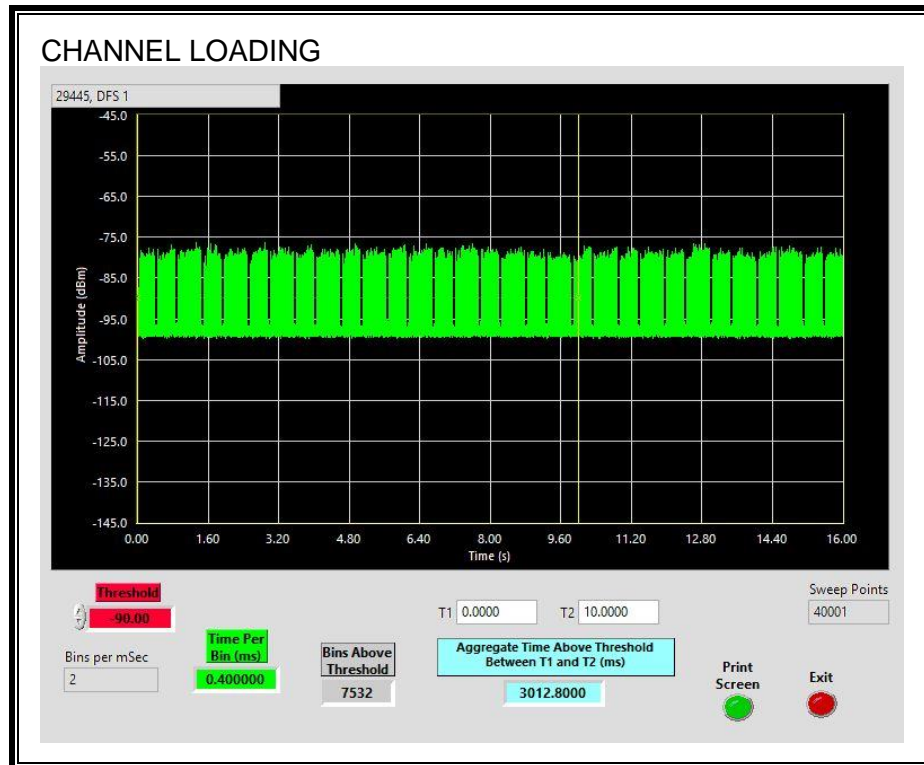 CHANNEL LOADING
29445, DFS 1
-45.0
-55.0
-65.0
-75.0
-85.0
-95.0
-105.0
-115.0
-125.0
-135.0
-145.0
Amplitude (dBm)
0.00 1.60 3.20 4.80 6.40 8.00 9.60 11.20 12.80 14.40 16.00
Time (s)
Threshold
-90.00
Bins per mSec
2
Time Per
Bin (ms)
0.400000
Bins Above
Threshold
7532
T1 0.0000 T2 10.0000
Aggregate Time Above Threshold
Between T1 and T2 (ms)
3012.8000
Sweep Points
40001
Print
Screen
Exit